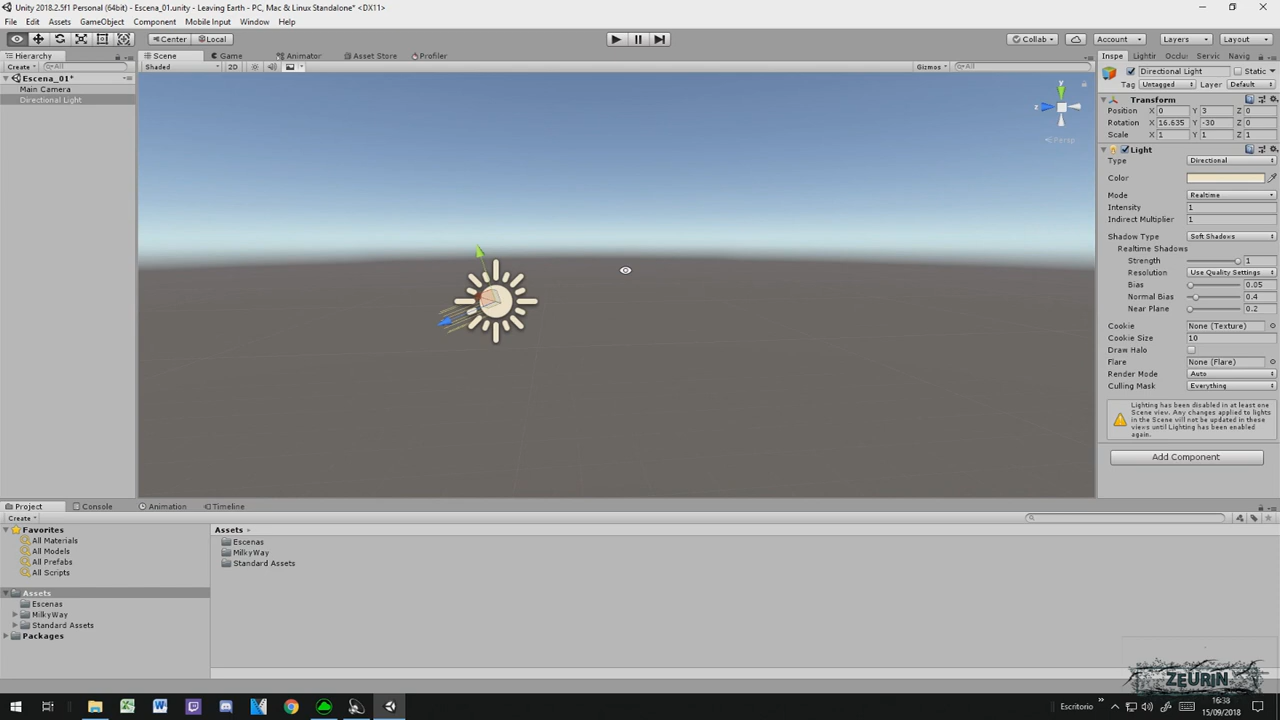 Unity 2018.2.5f1 Personal (64bit) - Escena_01.unity - Leaving Earth - PC, Mac & Linux Standalone* <DX11>
File Edit Assets GameObject Component Mobile Input Window Help
Center Local Collab Account Layers Layout
Hierarchy Scene Game Animator Asset Store Profiler Inspe Lightir Occlu Servic Navig
Create All Shaded 2D Gizmos All
Escena_01*
Main Camera
Directional Light
y
z
Persp
Directional Light Static
Tag Untagged Layer Default
Transform
Position X 0 Y 3 Z 0
Rotation X 16.635 Y -30 Z 0
Scale X 1 Y 1 Z 1
Light
Type Directional
Color
Mode Realtime
Intensity 1
Indirect Multiplier 1
Shadow Type Soft Shadows
Realtime Shadows
Strength 1
Resolution Use Quality Settings
Bias 0.05
Normal Bias 0.4
Near Plane 0.2
Cookie None (Texture)
Cookie Size 10
Draw Halo
Flare None (Flare)
Render Mode Auto
Culling Mask Everything
Lighting has been disabled in at least one
Scene view. Any changes applied to lights
in the Scene will not be updated in these
views until Lighting has been enabled
again.
Add Component
Project Console Animation Timeline
Create
Favorites
All Materials
All Models
All Prefabs
All Scripts
Assets
Escenas
MilkyWay
Standard Assets
Packages
Assets
Escenas
MilkyWay
Standard Assets
ZEURIN
Escritorio
16:38
15/09/2018